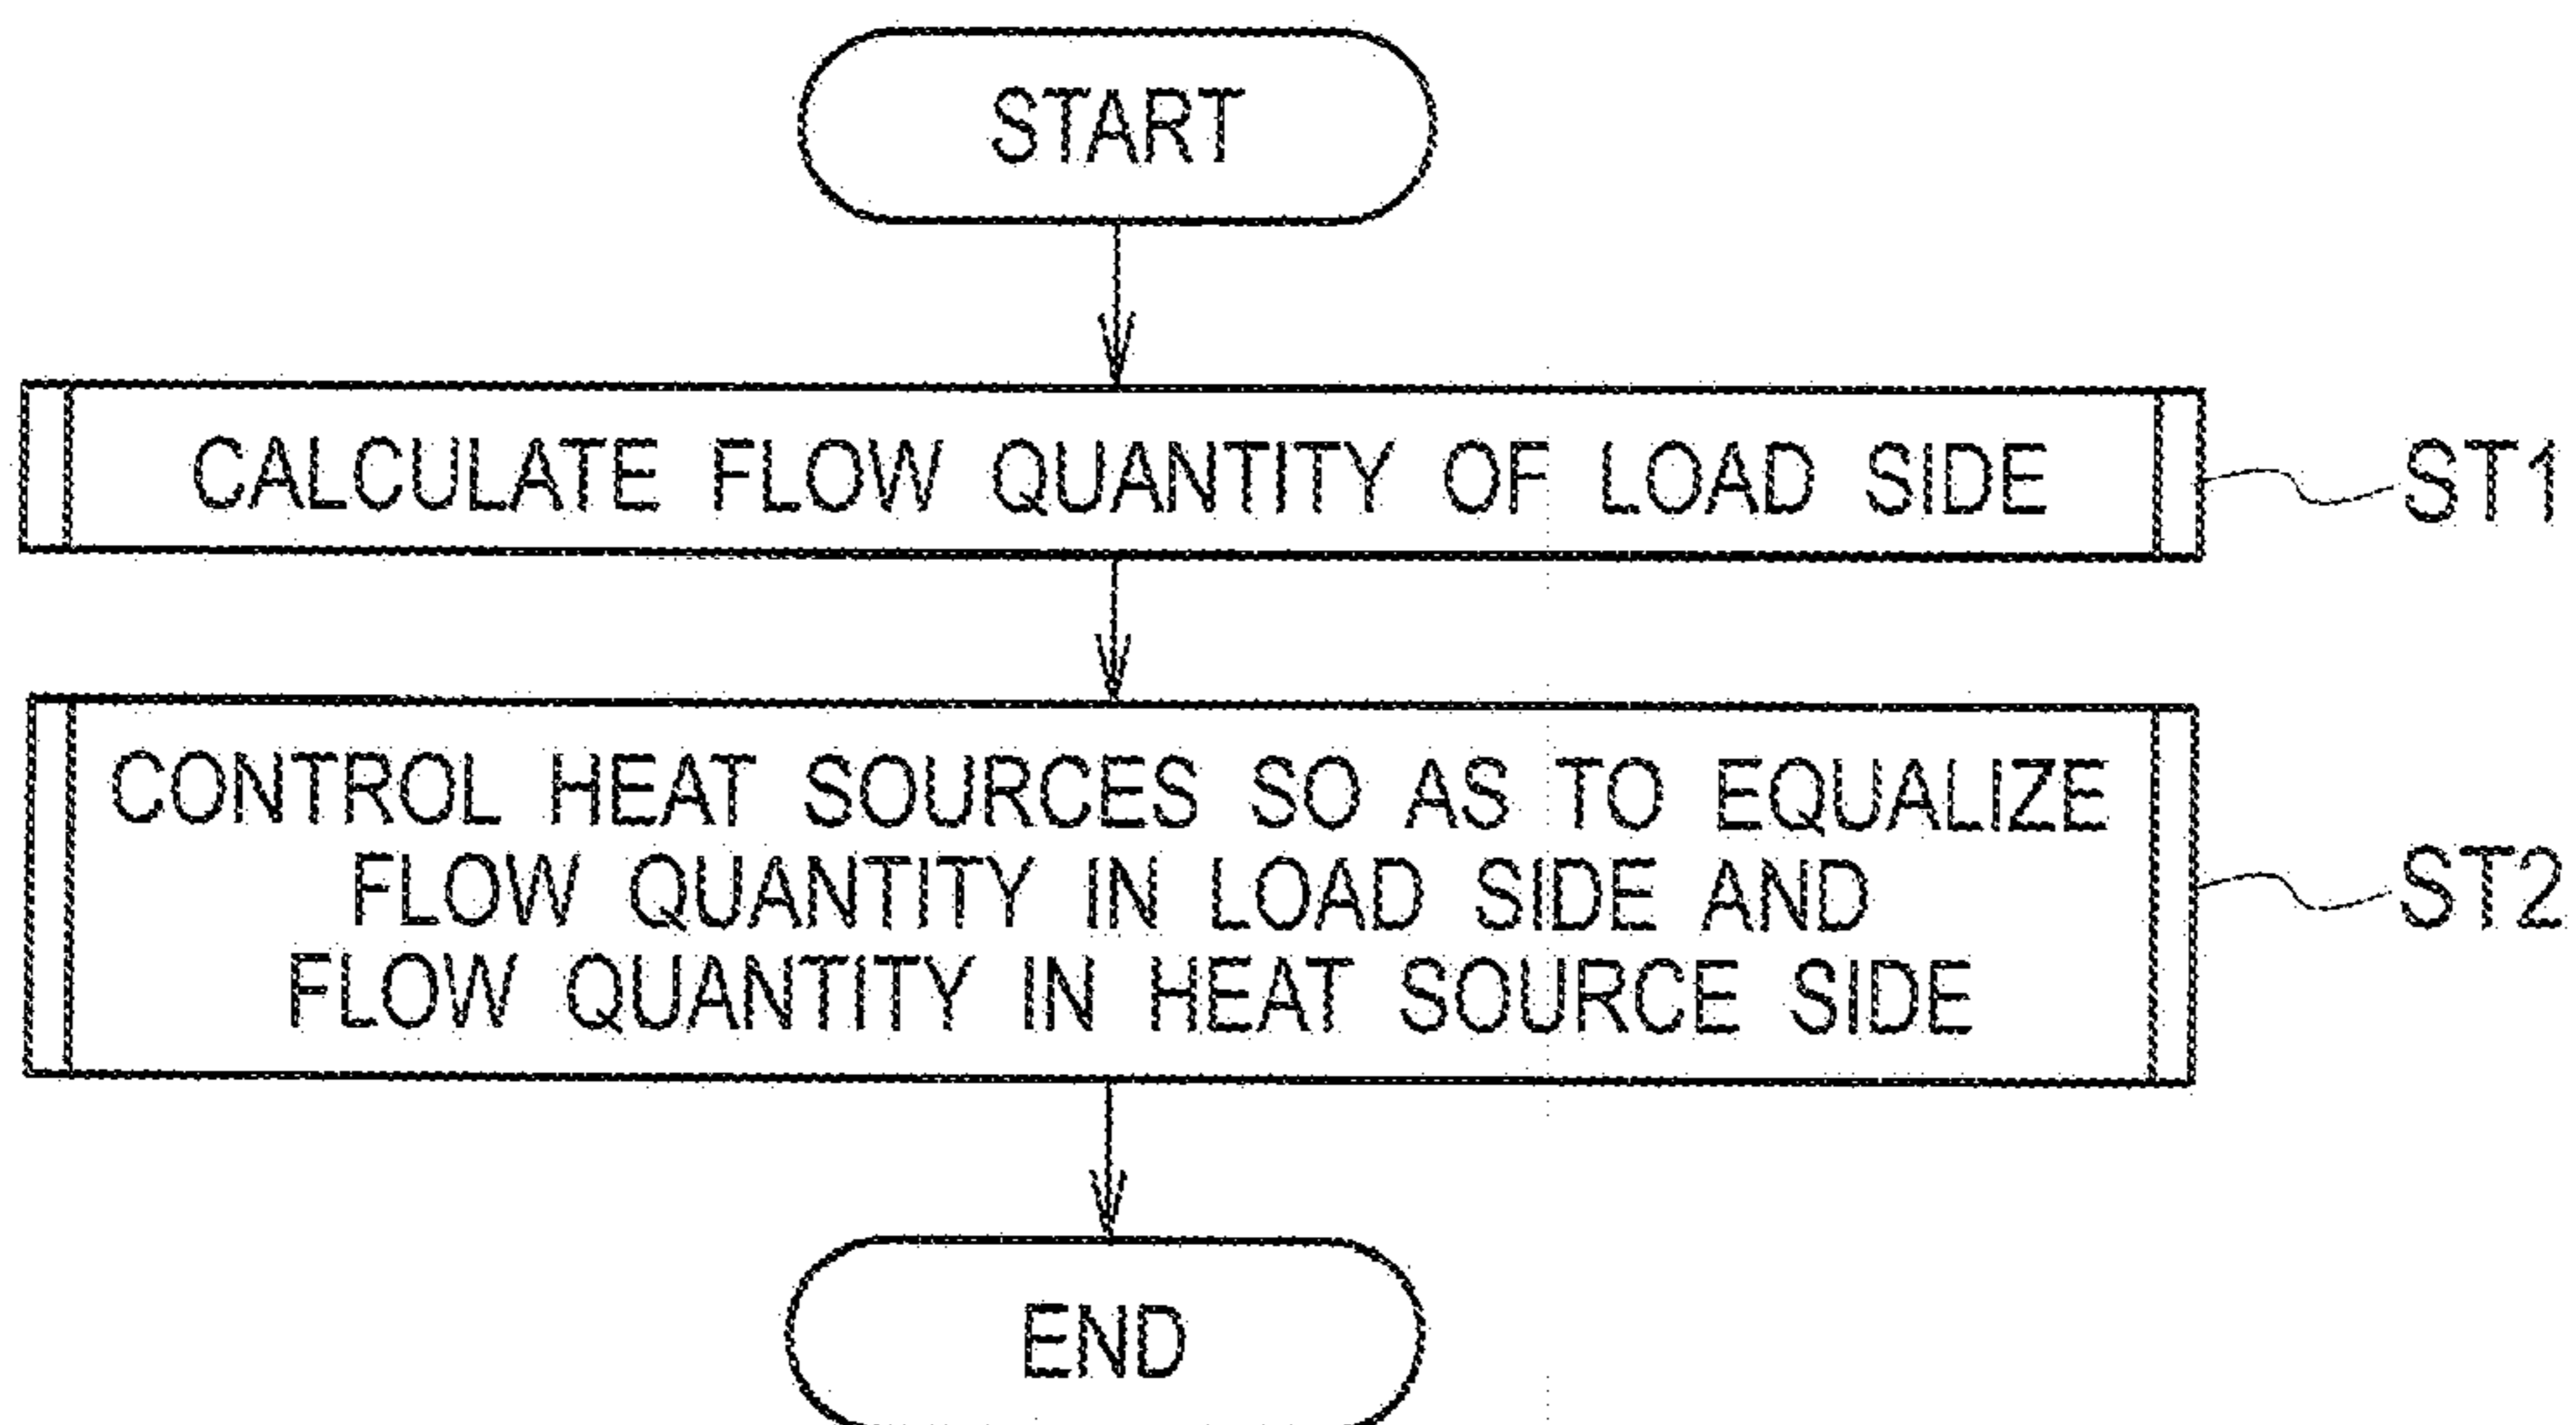 START
CALCULATE FLOW QUANTITY OF LOAD SIDE
ST1
CONTROL HEAT SOURCES SO AS TO EQUALIZE
FLOW QUANTITY IN LOAD SIDE AND
FLOW QUANTITY IN HEAT SOURCE SIDE
ST2
END